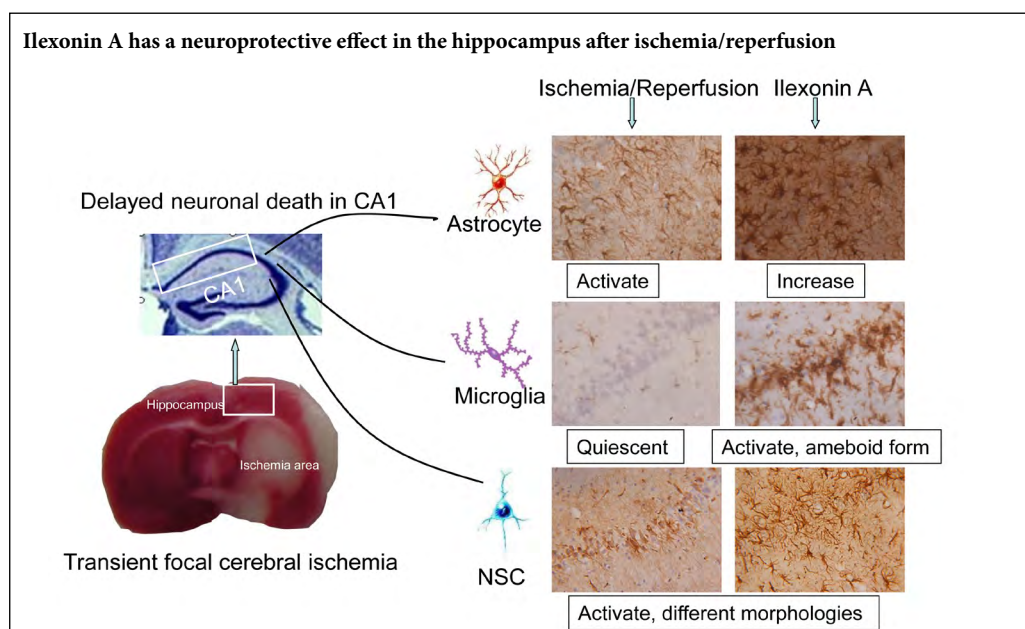 Ilexonin A has a neuroprotective effect in the hippocampus after ischemia/reperfusion
Ischemia/Reperfusion Ilexonin A
Delayed neuronal death in CA1
CA1
Astrocyte
Activate
Increase
Microglia
Quiescent
Activate, ameboid form
Hippocampus
Ischemia area
Transient focal cerebral ischemia
NSC
Activate, different morphologies